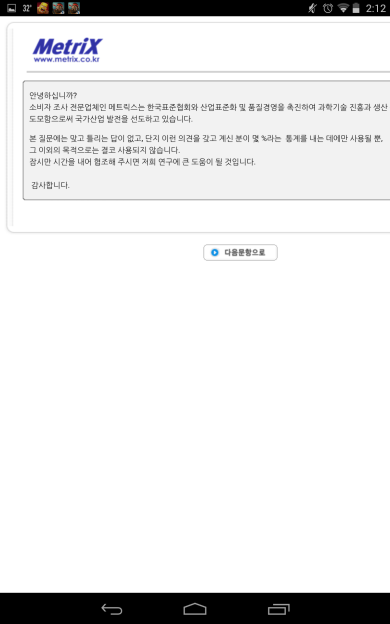 32°
2:12
MetriX
www.metrix.co.kr
안녕하십니까?
소비자 조사 전문업체인 메트릭스는 한국표준협회와 산업표준화 및 품질경영을 촉진하여 과학기술 진흥과 생산
도모함으로써 국가산업 발전을 선도하고 있습니다.
본 질문에는 맞고 틀리는 답이 없고, 단지 이런 의견을 갖고 계신 분이 몇 %라는 통계를 내는 데에만 사용될 뿐,
그 이외의 목적으로는 결코 사용되지 않습니다.
잠시만 시간을 내어 협조해 주시면 저희 연구에 큰 도움이 될 것입니다.
감사합니다.
다음문항으로